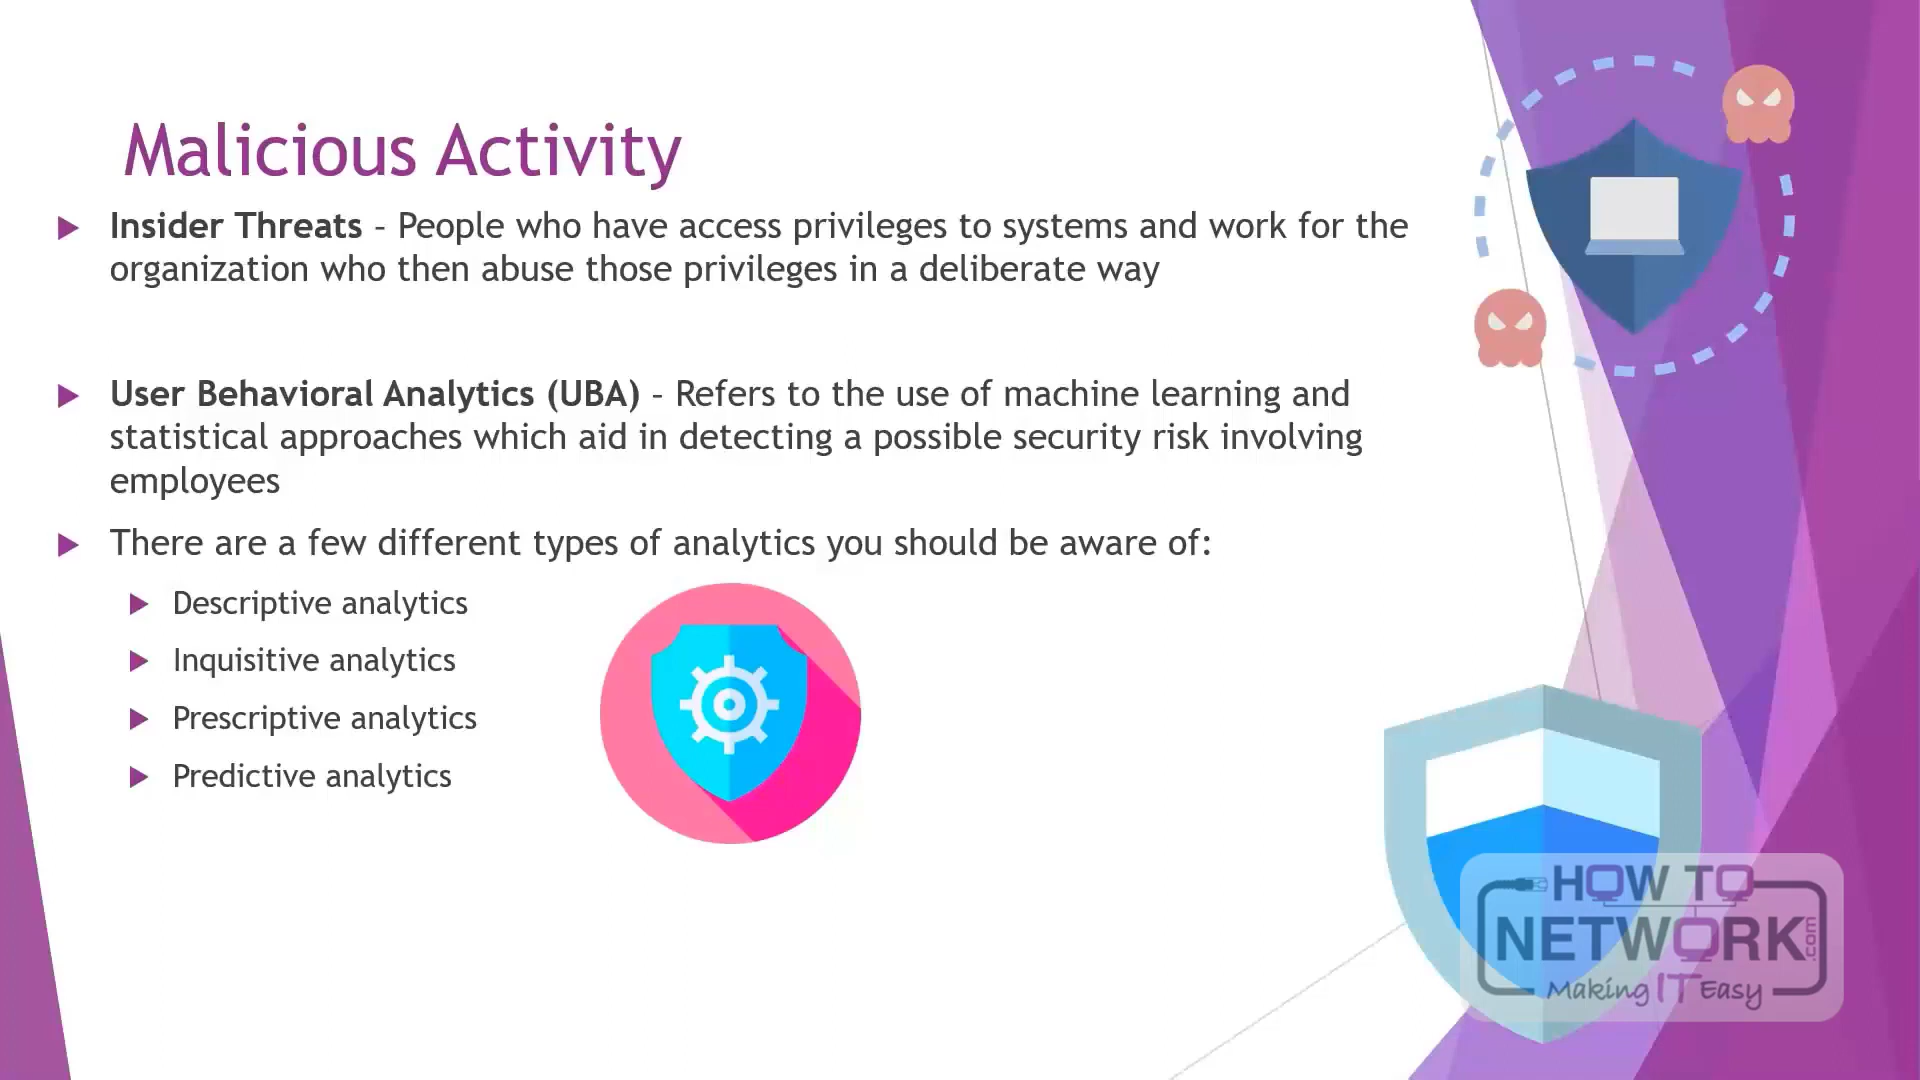 Malicious Activity
Insider Threats – People who have access privileges to systems and work for the
organization who then abuse those privileges in a deliberate way
User Behavioral Analytics (UBA) – Refers to the use of machine learning and
statistical approaches which aid in detecting a possible security risk involving
employees
There are a few different types of analytics you should be aware of:
Descriptive analytics
Inquisitive analytics
Prescriptive analytics
Predictive analytics
HOW TO
NETWORK.com
Making IT Easy